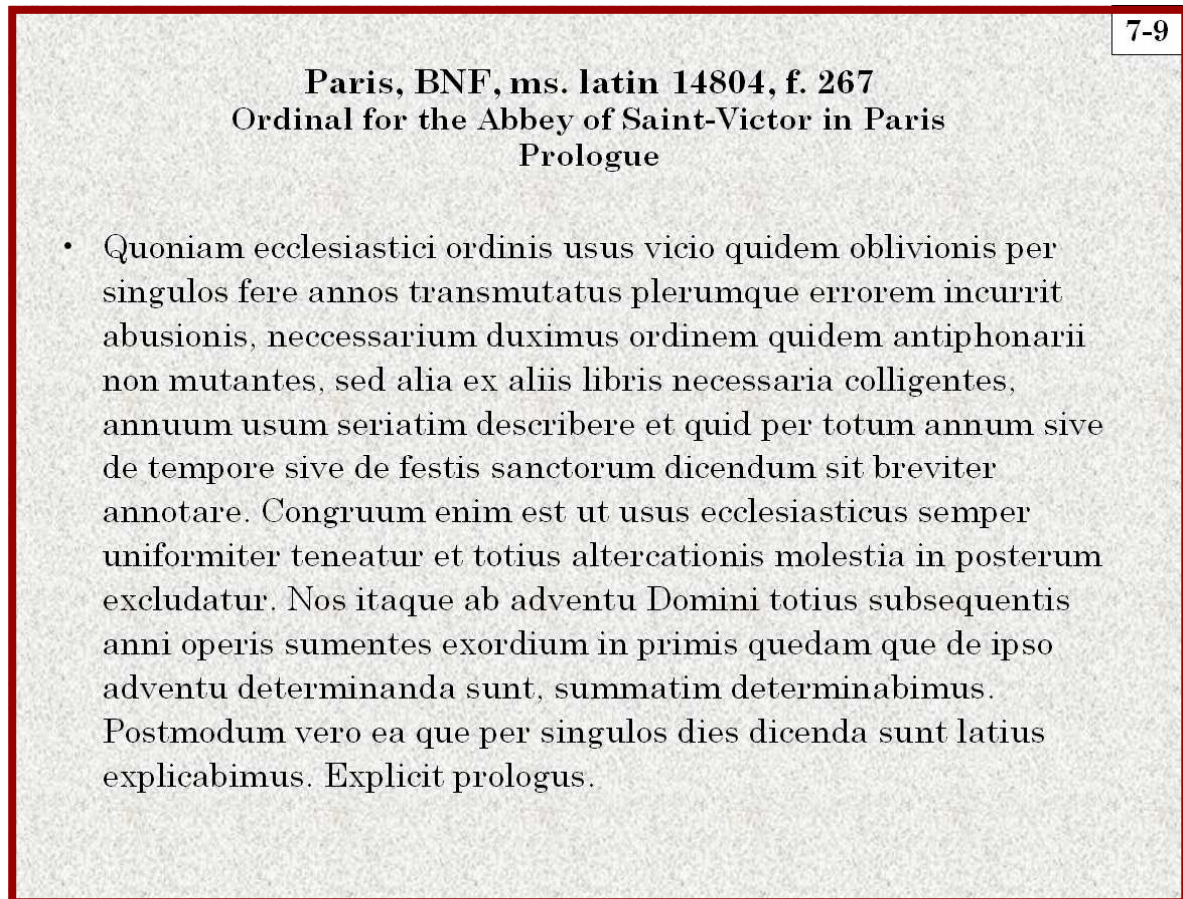 7-9
Paris, BNF, ms. latin 14804, f. 267
Ordinal for the Abbey of Saint-Victor in Paris
Prologue
• Quoniam ecclesiastici ordinis usus vicio quidem oblivionis per
singulos fere annos transmutatus plerumque errorem incurrit
abusionis, neccessarium duximus ordinem quidem antiphonarii
non mutantes, sed alia ex aliis libris necessaria colligentes,
annuum usum seriatim describere et quid per totum annum sive
de tempore sive de festis sanctorum dicendum sit breviter
annotare. Congruum enim est ut usus ecclesiasticus semper
uniformiter teneatur et totius altercationis molestia in posterum
excludatur. Nos itaque ab adventu Domini totius subsequentis
anni operis sumentes exordium in primis quedam que de ipso
adventu determinanda sunt, summatim determinabimus.
Postmodum vero ea que per singulos dies dicenda sunt latius
explicabimus. Explicit prologus.